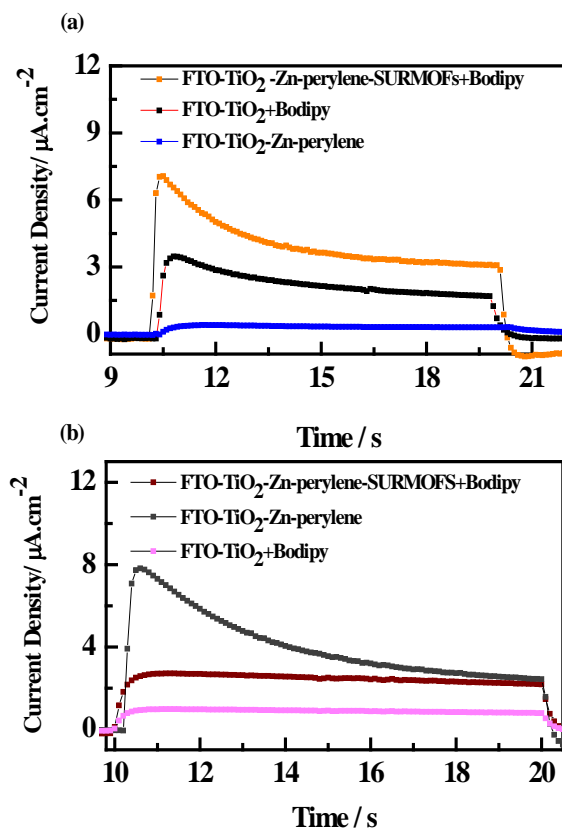 (a)
12
9
6
3
0
Current Density/ µA.cm⁻²
FTO-TiO₂ -Zn-perylene-SURMOFs+Bodipy
FTO-TiO₂+Bodipy
FTO-TiO₂-Zn-perylene
9 12 15 18 21
Time / s
(b)
12
8
4
0
Current Density/ µA.cm⁻²
FTO-TiO₂-Zn-perylene-SURMOFS+Bodipy
FTO-TiO₂-Zn-perylene
FTO-TiO₂+Bodipy
10 12 14 16 18 20
Time / s